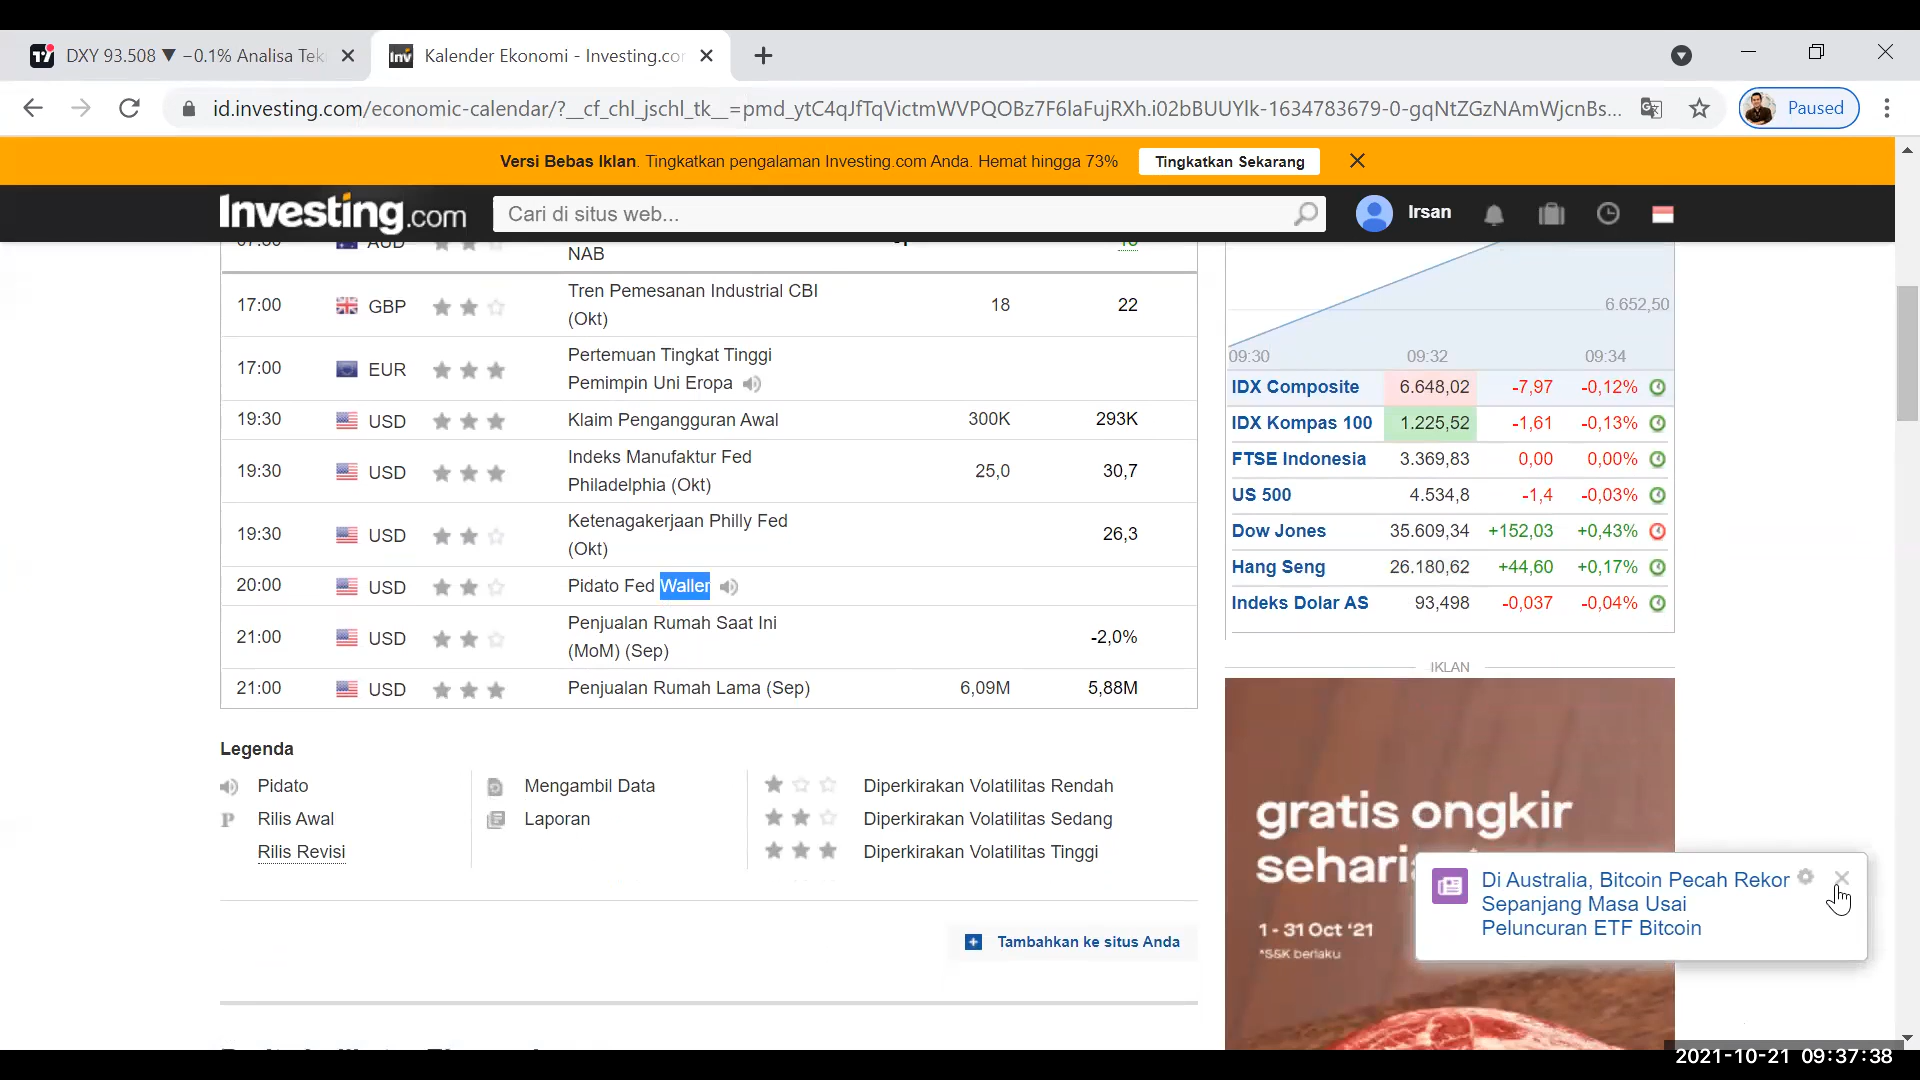 DXY 93.508 ▼ −0.1% Analisa Tek
Kalender Ekonomi - Investing.co
id.investing.com/economic-calendar/?__cf_chl_jschl_tk__=pmd_ytC4qJfTqVictmWVPQOBz7F6laFujRXh.i02bBUUYlk-1634783679-0-gqNtZGzNAmWjcnBs...
Paused
Versi Bebas Iklan. Tingkatkan pengalaman Investing.com Anda. Hemat hingga 73%
Tingkatkan Sekarang
Investing.com
Cari di situs web...
Irsan
NAB
17:00 GBP Tren Pemesanan Industrial CBI 18 22
(Okt)
17:00 EUR Pertemuan Tingkat Tinggi
Pemimpin Uni Eropa
19:30 USD Klaim Pengangguran Awal 300K 293K
19:30 USD Indeks Manufaktur Fed 25,0 30,7
Philadelphia (Okt)
19:30 USD Ketenagakerjaan Philly Fed 26,3
(Okt)
20:00 USD Pidato Fed Waller
21:00 USD Penjualan Rumah Saat Ini -2,0%
(MoM) (Sep)
21:00 USD Penjualan Rumah Lama (Sep) 6,09M 5,88M
Legenda
Pidato
Rilis Awal
Rilis Revisi
Mengambil Data
Laporan
Diperkirakan Volatilitas Rendah
Diperkirakan Volatilitas Sedang
Diperkirakan Volatilitas Tinggi
Tambahkan ke situs Anda
6.652,50
09:30 09:32 09:34
IDX Composite 6.648,02 -7,97 -0,12%
IDX Kompas 100 1.225,52 -1,61 -0,13%
FTSE Indonesia 3.369,83 0,00 0,00%
US 500 4.534,8 -1,4 -0,03%
Dow Jones 35.609,34 +152,03 +0,43%
Hang Seng 26.180,62 +44,60 +0,17%
Indeks Dolar AS 93,498 -0,037 -0,04%
IKLAN
gratis ongkir
sehari
1 - 31 Oct '21
*S&K berlaku
Di Australia, Bitcoin Pecah Rekor
Sepanjang Masa Usai
Peluncuran ETF Bitcoin
2021-10-21 09:37:38